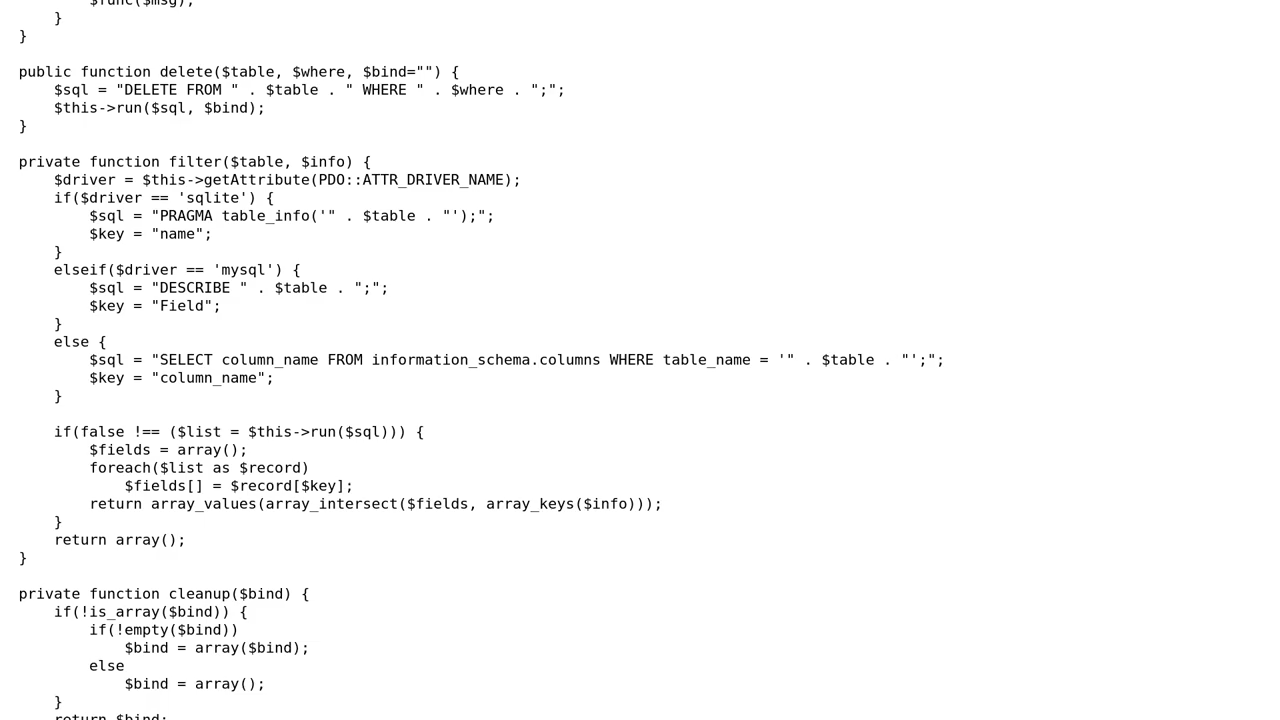 $func($msg);
}
}
public function delete($table, $where, $bind="") {
$sql = "DELETE FROM " . $table . " WHERE " . $where . ";";
$this->run($sql, $bind);
}
private function filter($table, $info) {
$driver = $this->getAttribute(PDO::ATTR_DRIVER_NAME);
if($driver == 'sqlite') {
$sql = "PRAGMA table_info('" . $table . "');";
$key = "name";
}
elseif($driver == 'mysql') {
$sql = "DESCRIBE " . $table . ";";
$key = "Field";
}
else {
$sql = "SELECT column_name FROM information_schema.columns WHERE table_name = '" . $table . "';";
$key = "column_name";
}
if(false !== ($list = $this->run($sql))) {
$fields = array();
foreach($list as $record)
$fields[] = $record[$key];
return array_values(array_intersect($fields, array_keys($info)));
}
return array();
}
private function cleanup($bind) {
if(!is_array($bind)) {
if(!empty($bind))
$bind = array($bind);
else
$bind = array();
}
return $bind;